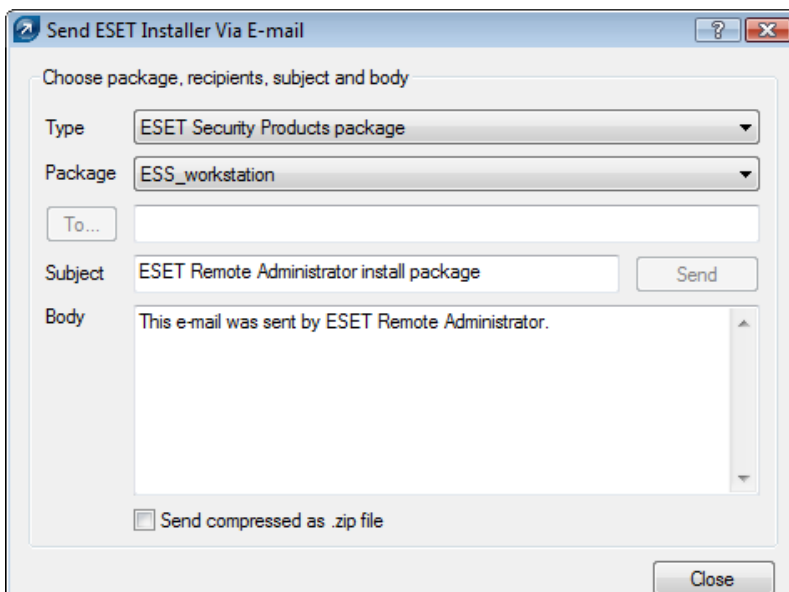 Send ESET Installer Via E-mail
Choose package, recipients, subject and body
Type ESET Security Products package
Package ESS_workstation
To...
Subject ESET Remote Administrator install package Send
Body This e-mail was sent by ESET Remote Administrator.
Send compressed as .zip file
Close